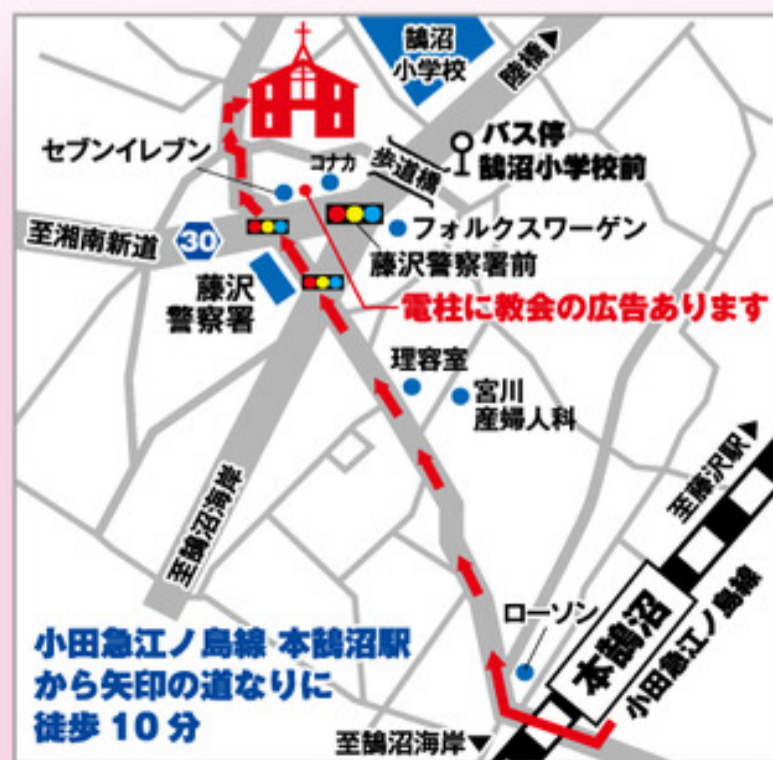 鵠沼
小学校
陸橋▶
セブンイレブン
コナカ
歩道橋
バス停
鵠沼小学校前
至湘南新道
30
フォルクスワーゲン
藤沢警察署前
藤沢
警察署
電柱に教会の広告あります
理容室
宮川
産婦人科
至藤沢駅▶
至鵠沼海岸
ローソン
本鵠沼
小田急江ノ島線
小田急江ノ島線 本鵠沼駅
から矢印の道なりに
徒歩10分
至鵠沼海岸▼